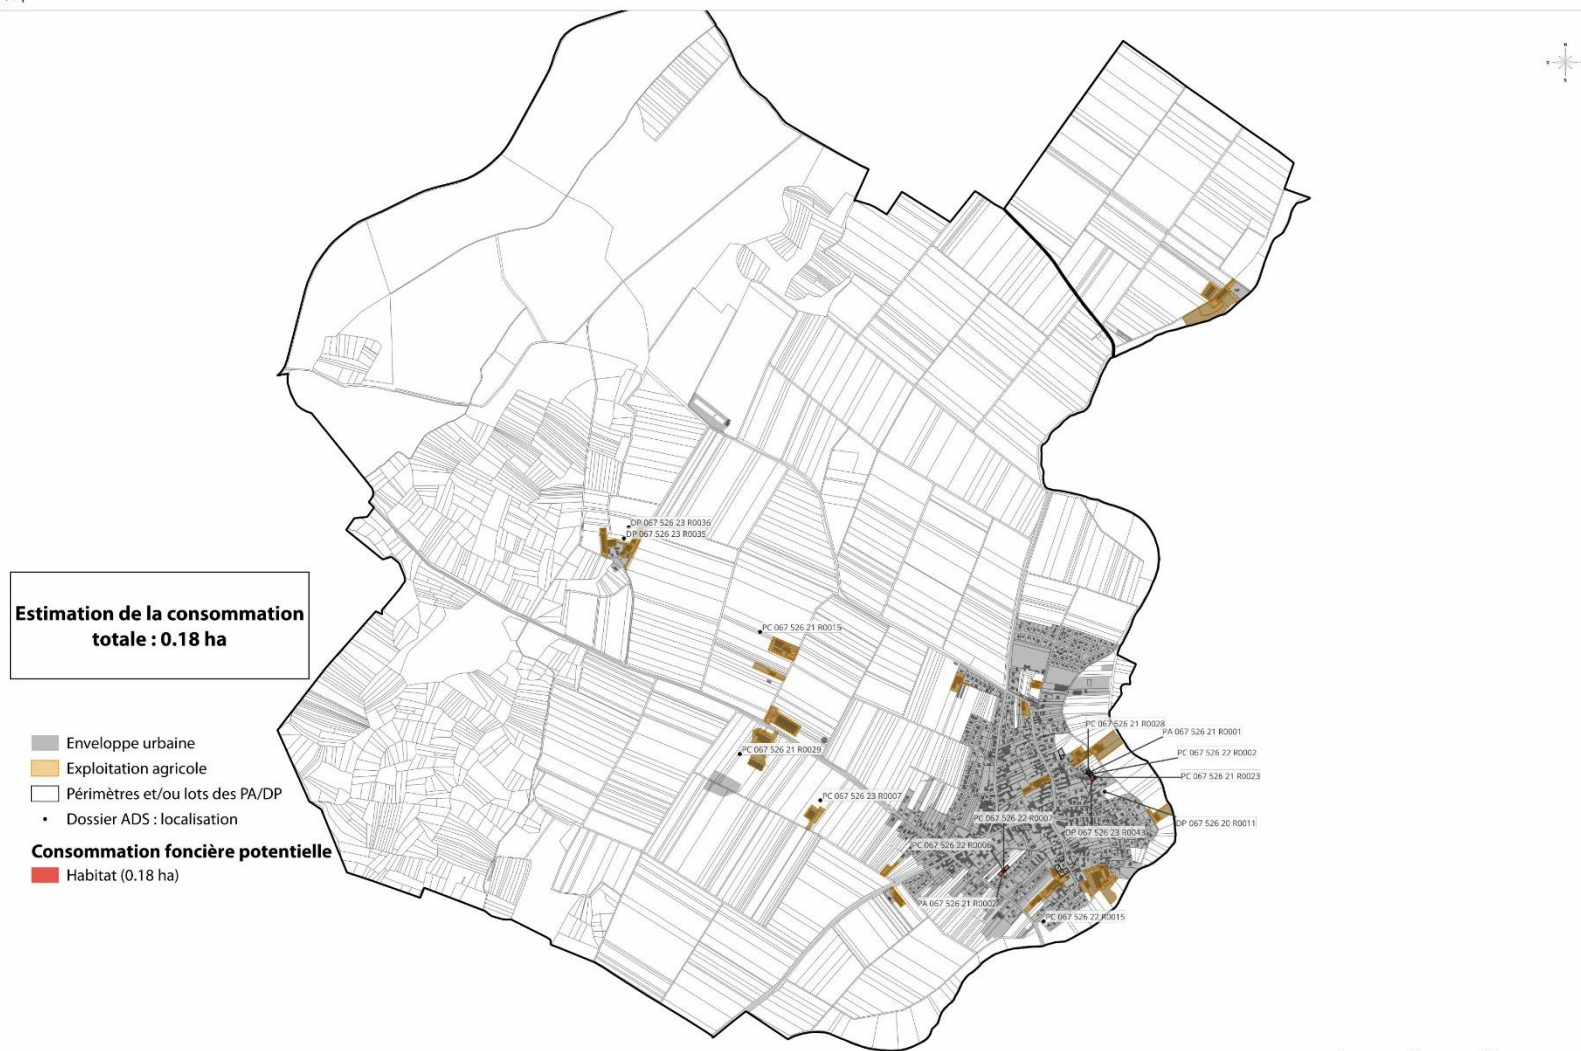 DP 067 526 23 R0036
DP 067 526 23 R0035
Estimation de la consommation
totale : 0.18 ha
PC 067 526 21 R0015
PC 067 526 21 R0028
PA 067 526 21 R0001
Enveloppe urbaine
PC 067 526 21 R0029
PC 067 526 22 R0002
Exploitation agricole
PC 067 526 21 R0023
Périmètres et/ou lots des PA/DP
PC 067 526 23 R0007
Dossier ADS : localisation
PC 067 526 22 R0007
DP 067 526 20 R0011
DP 067 526 23 R0043
PC 067 526 22 R0006
Consommation foncière potentielle
Habitat (0.18 ha)
PA 067 526 21 R0002
PC 067 526 22 R0015